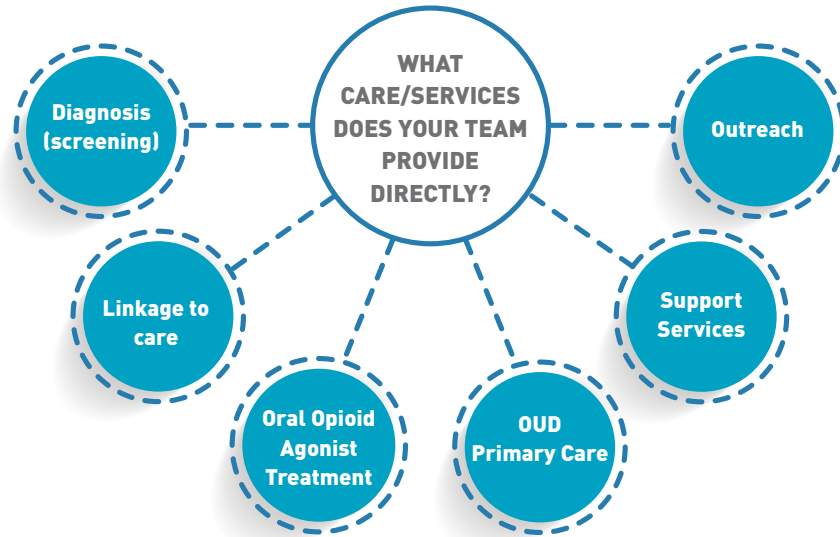 WHAT
CARE/SERVICES
DOES YOUR TEAM
PROVIDE
DIRECTLY?
Diagnosis
(screening)
Linkage to
care
Oral Opioid
Agonist
Treatment
OUD
Primary Care
Support
Services
Outreach